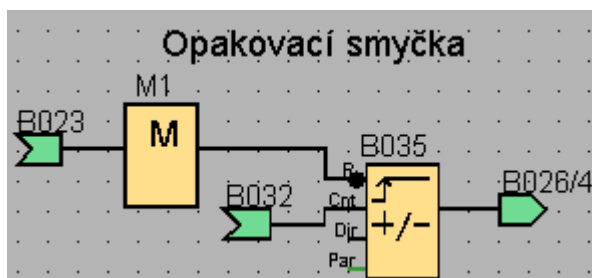 Opakovací smyčka
M1
B023
M
B035
R
B032
Cnt
B026/4
Dir
+/-
Par